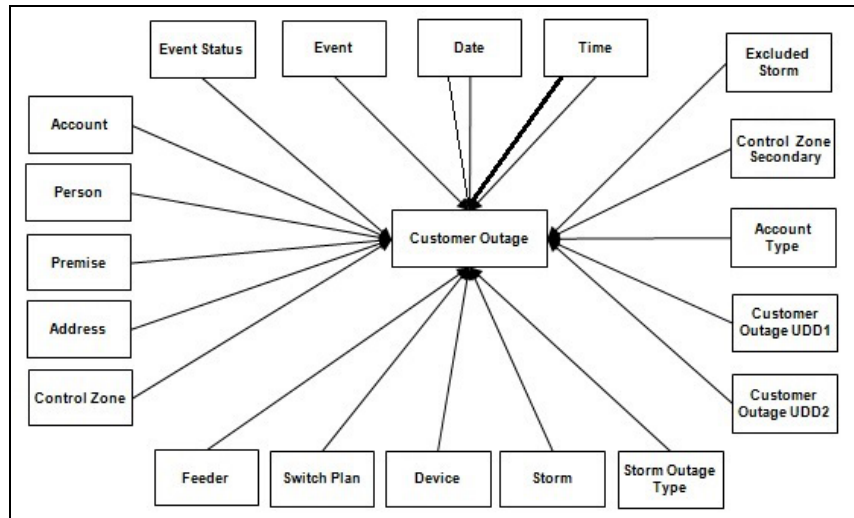 Event Status
Event
Date
Time
Excluded
Storm
Account
Control Zone
Secondary
Person
Customer Outage
Account
Type
Premise
Address
Customer
Outage UDD1
Control Zone
Customer
Outage UDD2
Feeder
Switch Plan
Device
Storm
Storm Outage
Type